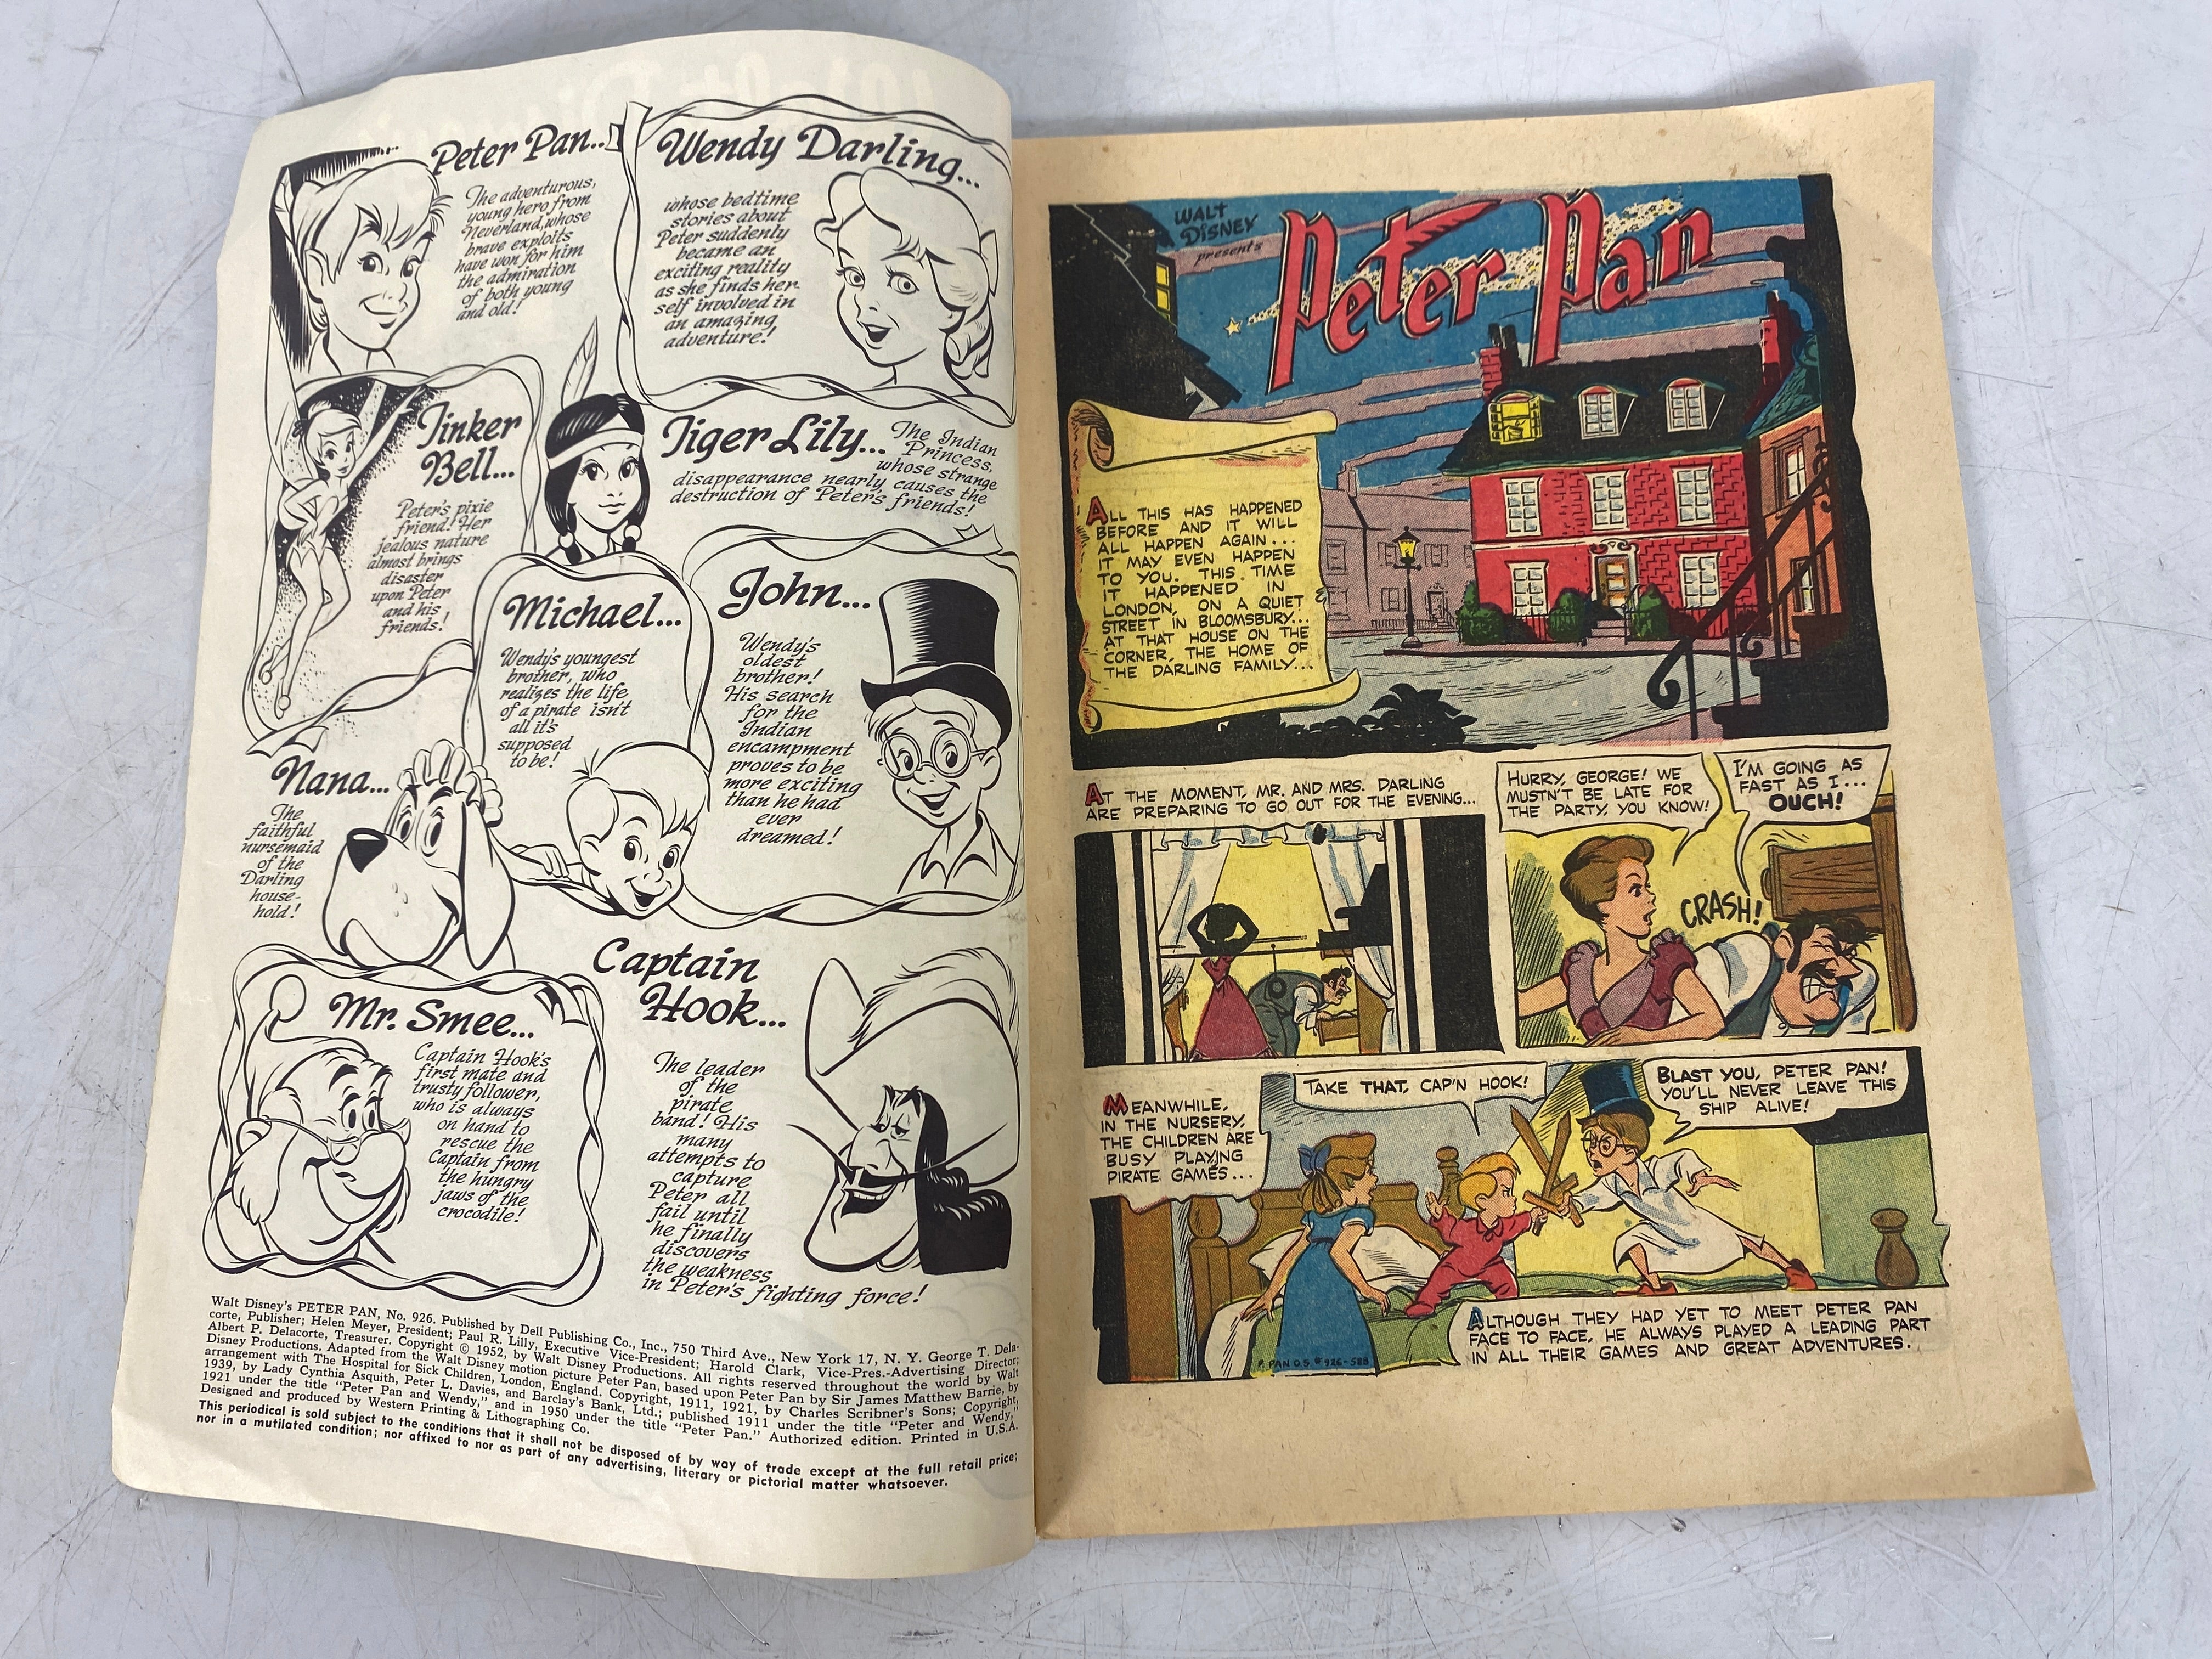 Peter Pan...
The adventurous,
young hero from
Neverland, whose
brave exploits
have won for him
the admiration
of both young
and old!
Wendy Darling...
whose bedtime
stories about
Peter suddenly
became an
exciting reality
as she finds her-
self involved in
an amazing
adventure!
Tinker
Bell...
Peter's pixie
friend! Her
jealous nature
almost brings
disaster
upon Peter
and his
friends!
Tiger Lily... The Indian
Princess,
whose strange
disappearance nearly causes the
destruction of Peter's friends!
Michael...
Wendy's youngest
brother, who
realizes the life
of a pirate isn't
all it's
supposed
to be!
John...
Wendy's
oldest
brother!
His search
for the
Indian
encampment
proves to be
more exciting
than he had
ever
dreamed!
Nana...
The
faithful
nursemaid
of the
Darling
house-
hold!
Mr. Smee...
Captain Hook's
first mate and
trusty follower,
who is always
on hand to
rescue the
Captain from
the hungry
jaws of the
crocodile!
Captain
Hook...
The leader
of the
pirate
band! His
many
attempts to
capture
Peter all
fail until
he finally
discovers
the weakness
in Peter's fighting force!
Walt Disney's PETER PAN, No. 926. Published by Dell Publishing Co., Inc., 750 Third Ave., New York 17, N. Y. George T. Dela-
corte, Publisher; Helen Meyer, President; Paul R. Lilly, Executive Vice-President; Harold Clark, Vice-Pres.-Advertising Director;
Albert P. Delacorte, Treasurer. Copyright © 1952, by Walt Disney Productions. All rights reserved throughout the world by Walt
Disney Productions. Adapted from the Walt Disney motion picture Peter Pan, based upon Peter Pan by Sir James Matthew Barrie, by
arrangement with The Hospital for Sick Children, London, England. Copyright, 1911, 1921, by Charles Scribner's Sons; Copyright,
1939, by Lady Cynthia Asquith, Peter L. Davies, and Barclay's Bank, Ltd.; published 1911 under the title "Peter and Wendy,"
1921 under the title "Peter Pan and Wendy," and in 1950 under the title "Peter Pan." Authorized edition. Printed in U.S.A.
Designed and produced by Western Printing & Lithographing Co.
This periodical is sold subject to the conditions that it shall not be disposed of by way of trade except at the full retail price;
nor in a mutilated condition; nor affixed to nor as part of any advertising, literary or pictorial matter whatsoever.
WALT
DISNEY
presents
Peter Pan
ALL THIS HAS HAPPENED
BEFORE AND IT WILL
ALL HAPPEN AGAIN...
IT MAY EVEN HAPPEN
TO YOU. THIS TIME
IT HAPPENED IN
LONDON, ON A QUIET
STREET IN BLOOMSBURY...
AT THAT HOUSE ON THE
CORNER, THE HOME OF
THE DARLING FAMILY...
AT THE MOMENT, MR. AND MRS. DARLING
ARE PREPARING TO GO OUT FOR THE EVENING...
HURRY, GEORGE! WE
MUSTN'T BE LATE FOR
THE PARTY, YOU KNOW!
I'M GOING AS
FAST AS I...
OUCH!
CRASH!
MEANWHILE,
IN THE NURSERY,
THE CHILDREN ARE
BUSY PLAYING
PIRATE GAMES...
TAKE THAT, CAP'N HOOK!
BLAST YOU, PETER PAN!
YOU'LL NEVER LEAVE THIS
SHIP ALIVE!
ALTHOUGH THEY HAD YET TO MEET PETER PAN
FACE TO FACE, HE ALWAYS PLAYED A LEADING PART
IN ALL THEIR GAMES AND GREAT ADVENTURES.
P. PAN O.S. #926-588